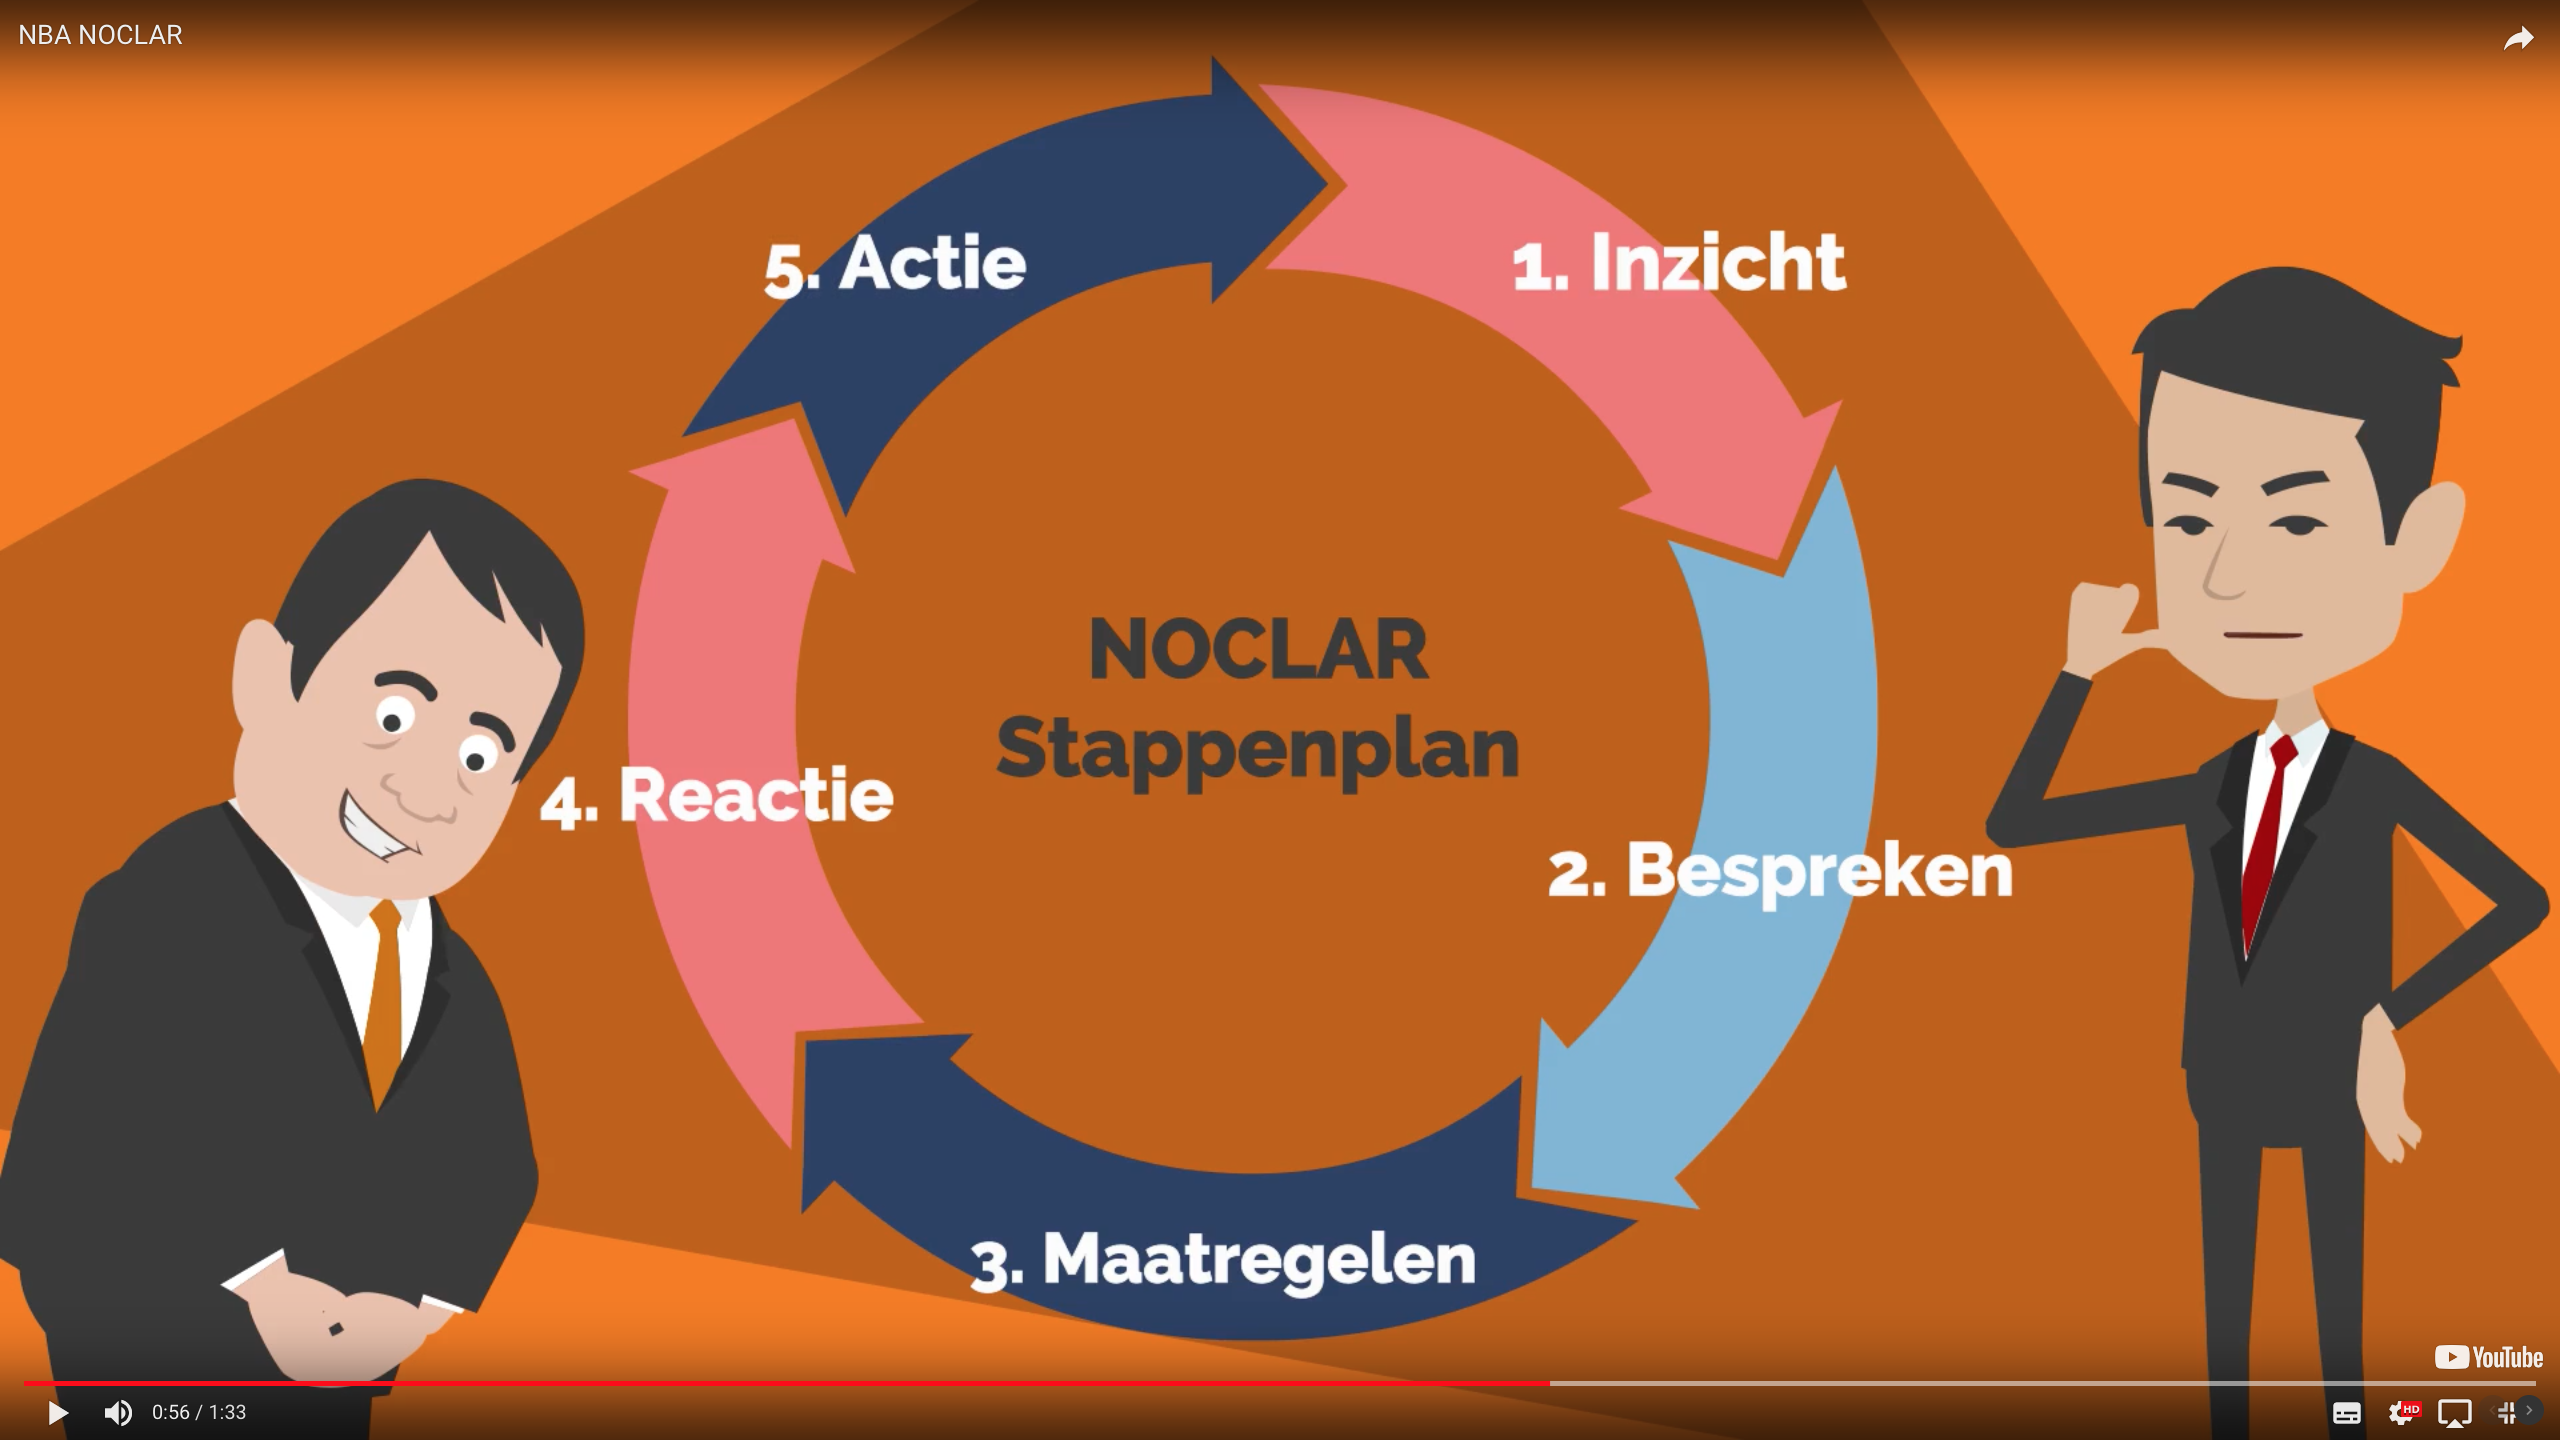 NBA NOCLAR
5. Actie
1. Inzicht
NOCLAR
Stappenplan
4. Reactie
2. Bespreken
3. Maatregelen
YouTube
0:56 / 1:33
HD